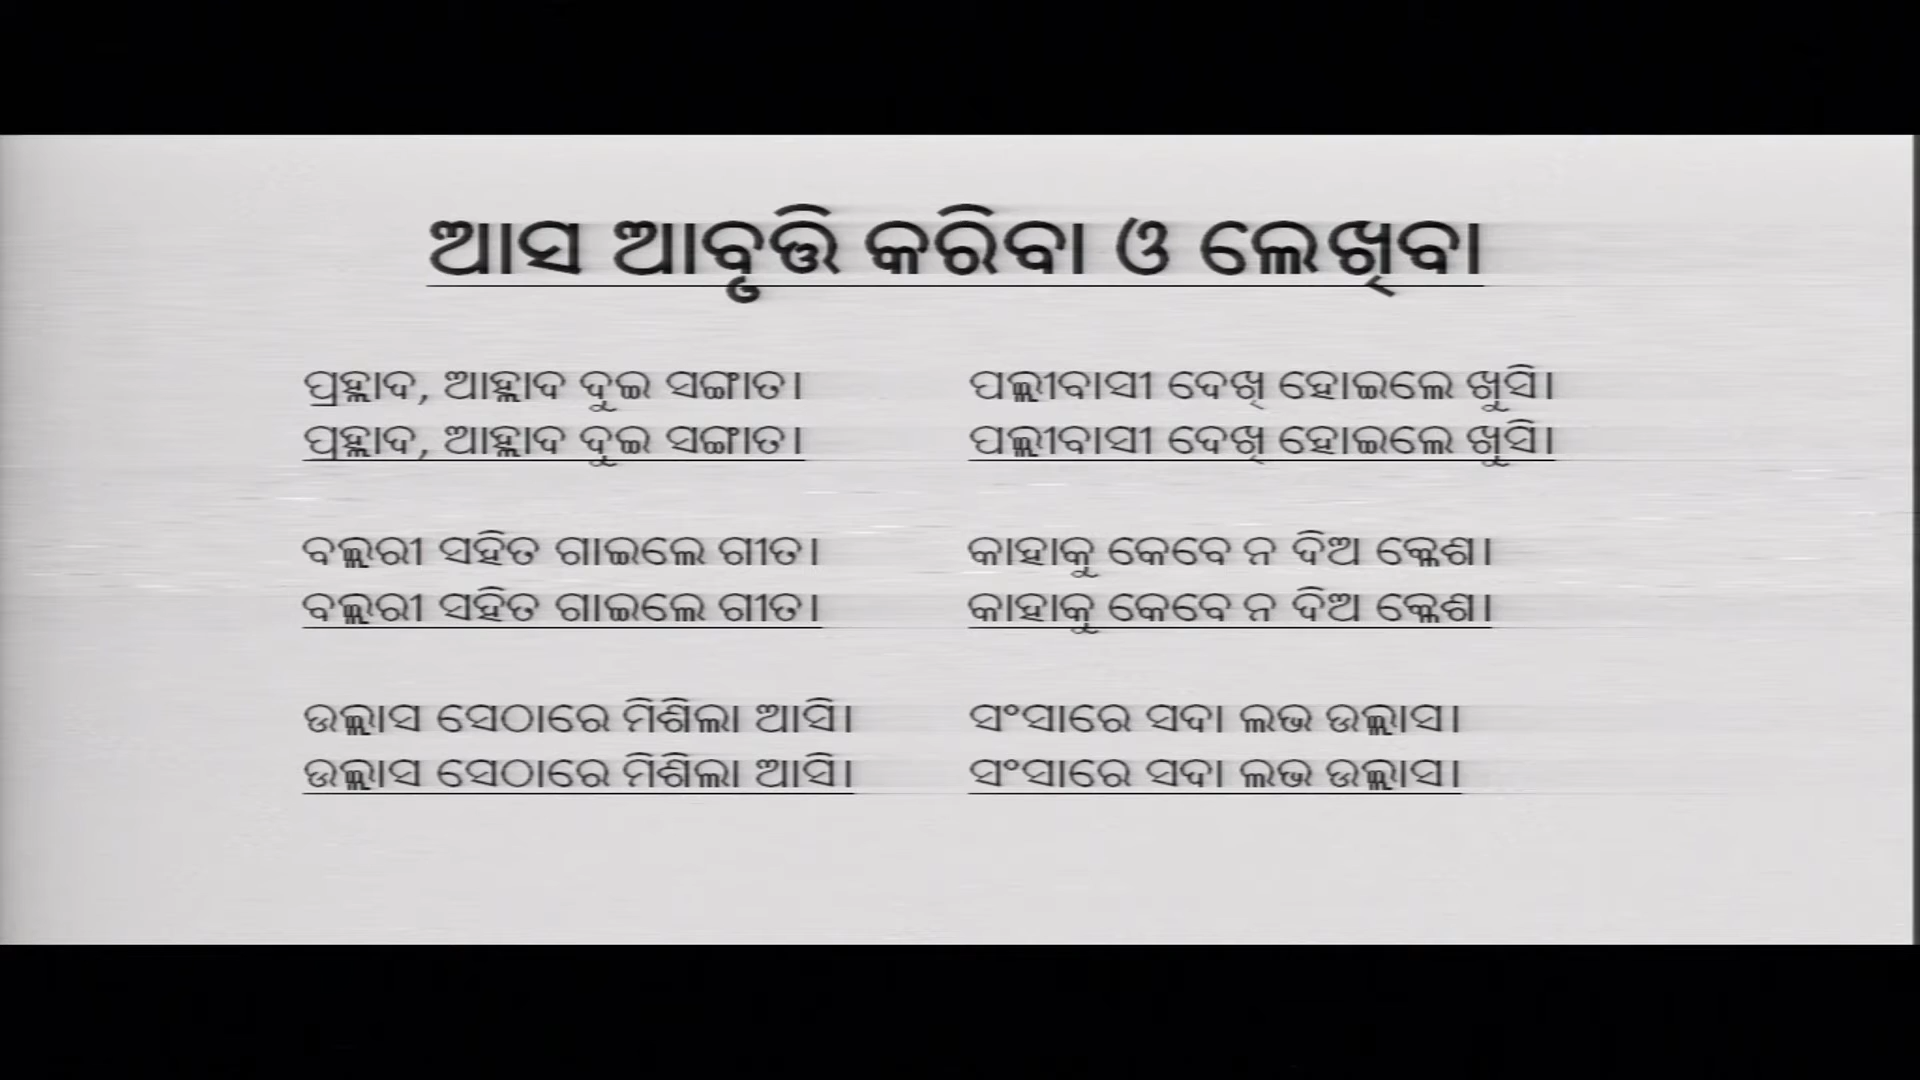 ଆସ ଆବୃତ୍ତି କରିବା ଓ ଲେଖିବା
ପ୍ରହ୍ଲାଦ, ଆହ୍ଲାଦ ଦୁଇ ସଙ୍ଗାତ।
ପ୍ରହ୍ଲାଦ, ଆହ୍ଲାଦ ଦୁଇ ସଙ୍ଗାତ।
ବଲ୍ଲରୀ ସହିତ ଗାଇଲେ ଗୀତ।
ବଲ୍ଲରୀ ସହିତ ଗାଇଲେ ଗୀତ।
ଉଲ୍ଲାସ ସେଠାରେ ମିଶିଲା ଆସି।
ଉଲ୍ଲାସ ସେଠାରେ ମିଶିଲା ଆସି।
ପଲ୍ଲୀବାସୀ ଦେଖି ହୋଇଲେ ଖୁସି।
ପଲ୍ଲୀବାସୀ ଦେଖି ହୋଇଲେ ଖୁସି।
କାହାକୁ କେବେ ନ ଦିଅ କ୍ଳେଶ।
କାହାକୁ କେବେ ନ ଦିଅ କ୍ଳେଶ।
ସଂସାରେ ସଦା ଲଭ ଉଲ୍ଲାସ।
ସଂସାରେ ସଦା ଲଭ ଉଲ୍ଲାସ।